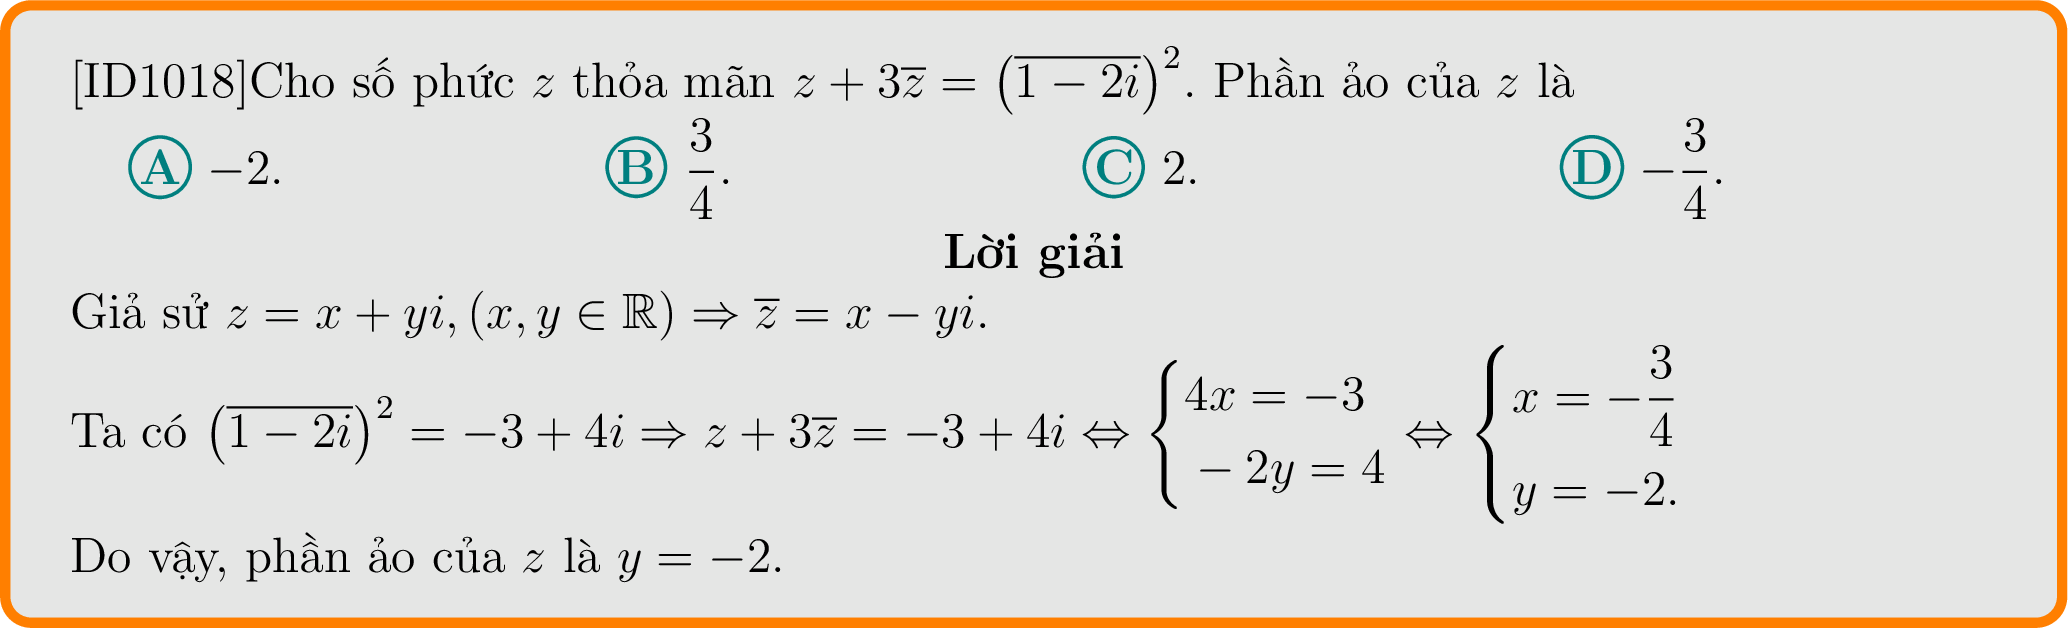 [ID1018]Cho số phức $z$ thỏa mãn $z + 3\overline{z} = \left(\overline{1 - 2i}\right)^2$. Phần ảo của $z$ là
Ⓐ $-2$. Ⓑ $\dfrac{3}{4}$. Ⓒ $2$. Ⓓ $-\dfrac{3}{4}$.
Lời giải
Giả sử $z = x + yi, (x, y \in \mathbb{R}) \Rightarrow \overline{z} = x - yi$.
Ta có $\left(\overline{1 - 2i}\right)^2 = -3 + 4i \Rightarrow z + 3\overline{z} = -3 + 4i \Leftrightarrow \begin{cases} 4x = -3 \\ -2y = 4 \end{cases} \Leftrightarrow \begin{cases} x = -\dfrac{3}{4} \\ y = -2. \end{cases}$
Do vậy, phần ảo của $z$ là $y = -2$.